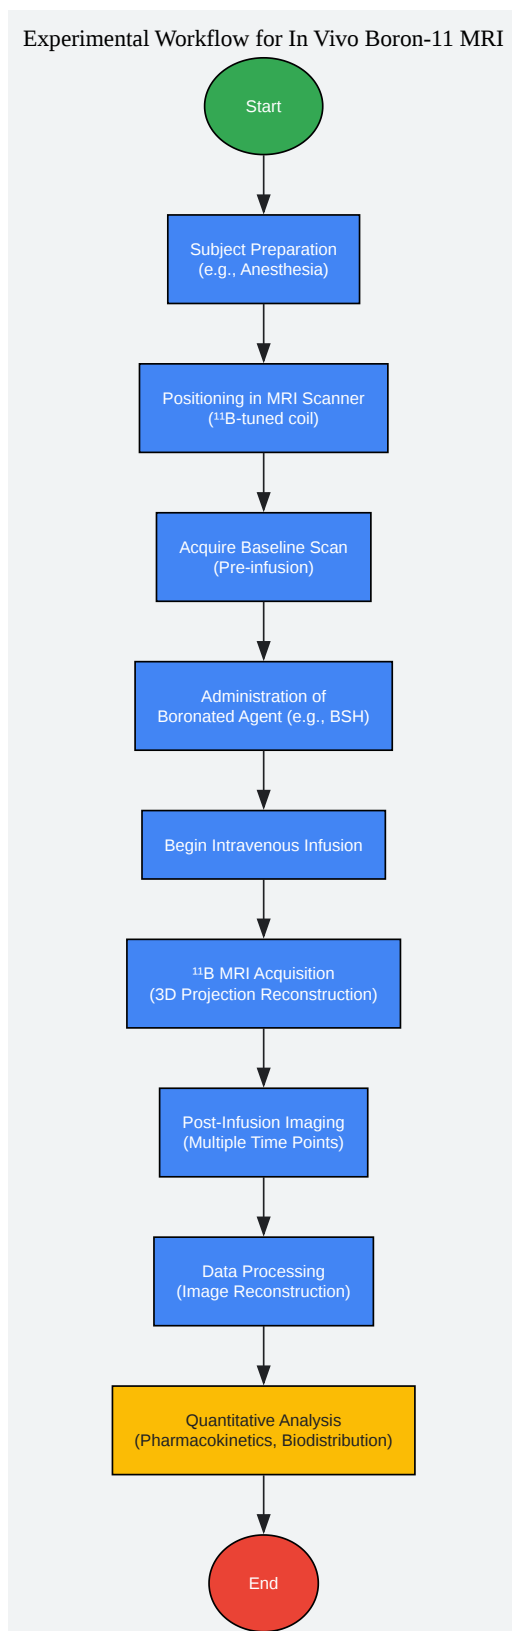 Experimental Workflow for In Vivo Boron-11 MRI
Start
Subject Preparation
(e.g., Anesthesia)
Positioning in MRI Scanner
(¹¹B-tuned coil)
Acquire Baseline Scan
(Pre-infusion)
Administration of
Boronated Agent (e.g., BSH)
Begin Intravenous Infusion
¹¹B MRI Acquisition
(3D Projection Reconstruction)
Post-Infusion Imaging
(Multiple Time Points)
Data Processing
(Image Reconstruction)
Quantitative Analysis
(Pharmacokinetics, Biodistribution)
End